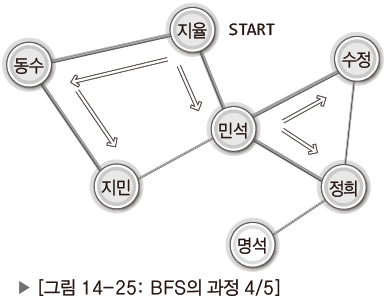 지율 START
동수
수정
민석
지민
정희
명석
▶ [그림 14-25: BFS의 과정 4/5]